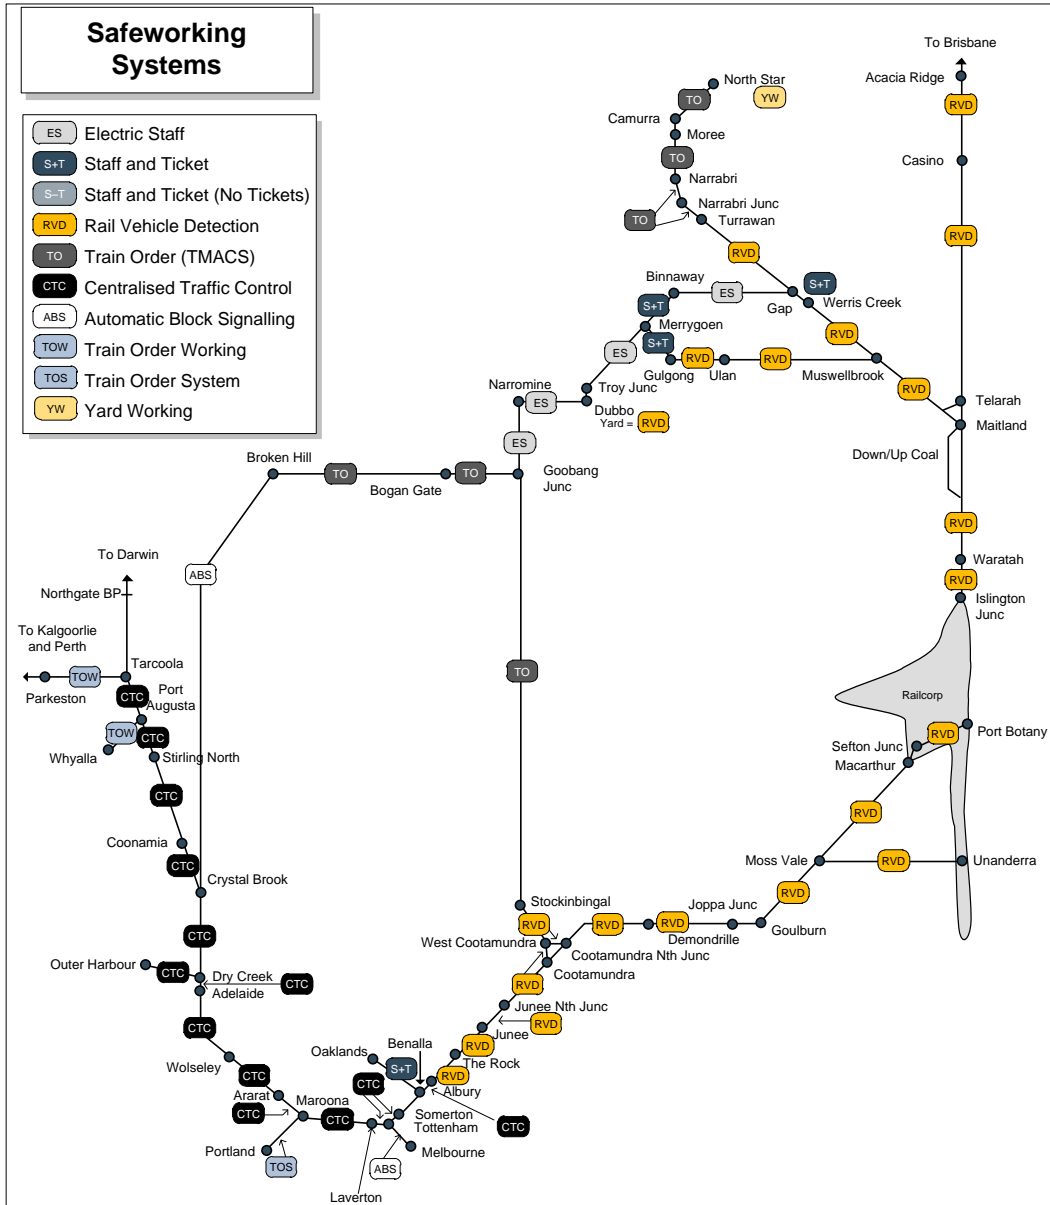 Safeworking
Systems
ES Electric Staff
S+T Staff and Ticket
S–T Staff and Ticket (No Tickets)
RVD Rail Vehicle Detection
TO Train Order (TMACS)
CTC Centralised Traffic Control
ABS Automatic Block Signalling
TOW Train Order Working
TOS Train Order System
YW Yard Working
To Brisbane
Acacia Ridge
RVD
Casino
RVD
North Star
TO
YW
Camurra
Moree
TO
Narrabri
Narrabri Junc
TO
Turrawan
RVD
Binnaway
S+T
ES
Gap
Werris Creek
S+T
Merrygoen
S+T
RVD
ES
RVD
RVD
Gulgong
Ulan
Muswellbrook
Troy Junc
RVD
Narromine
ES
Dubbo
Yard =
RVD
Telarah
Maitland
ES
Down/Up Coal
Broken Hill
TO
Bogan Gate
TO
Goobang
Junc
RVD
Waratah
RVD
Islington
Junc
To Darwin
ABS
Northgate BP
To Kalgoorlie
and Perth
TOW
Tarcoola
Parkeston
CTC
Port
Augusta
TO
Railcorp
TOW
CTC
Whyalla
Stirling North
Port Botany
RVD
Sefton Junc
Macarthur
CTC
RVD
Coonamia
CTC
Moss Vale
RVD
Unanderra
Crystal Brook
RVD
Stockinbingal
Joppa Junc
RVD
RVD
RVD
Goulburn
Demondrille
CTC
West Cootamundra
Cootamundra Nth Junc
Cootamundra
Outer Harbour
CTC
Dry Creek
CTC
Adelaide
RVD
Junee Nth Junc
RVD
Junee
CTC
Benalla
RVD
The Rock
Wolseley
Oaklands
S+T
RVD
Albury
CTC
CTC
Ararat
Maroona
CTC
CTC
Somerton
Tottenham
CTC
Portland
TOS
ABS
Melbourne
Laverton